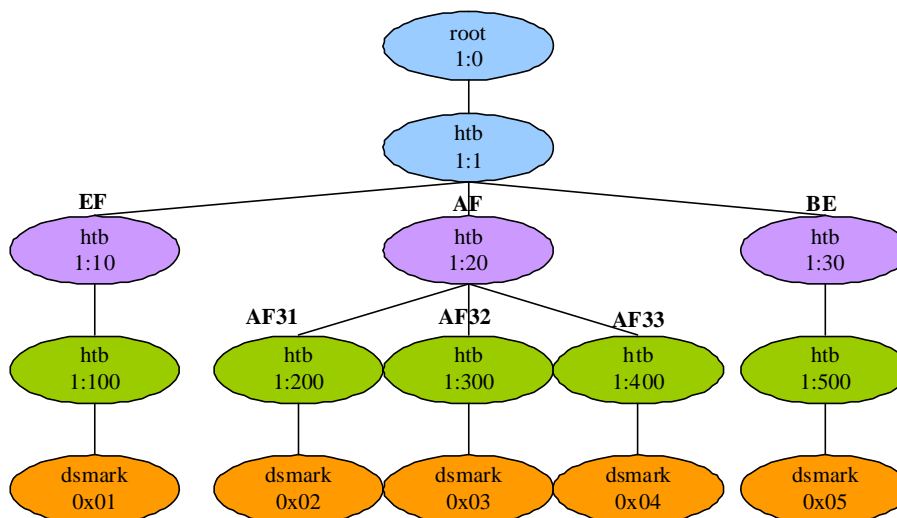 root
1:0
htb
1:1
EF
AF
BE
htb
1:10
htb
1:20
htb
1:30
AF31
AF32
AF33
htb
1:100
htb
1:200
htb
1:300
htb
1:400
htb
1:500
dsmark
0x01
dsmark
0x02
dsmark
0x03
dsmark
0x04
dsmark
0x05